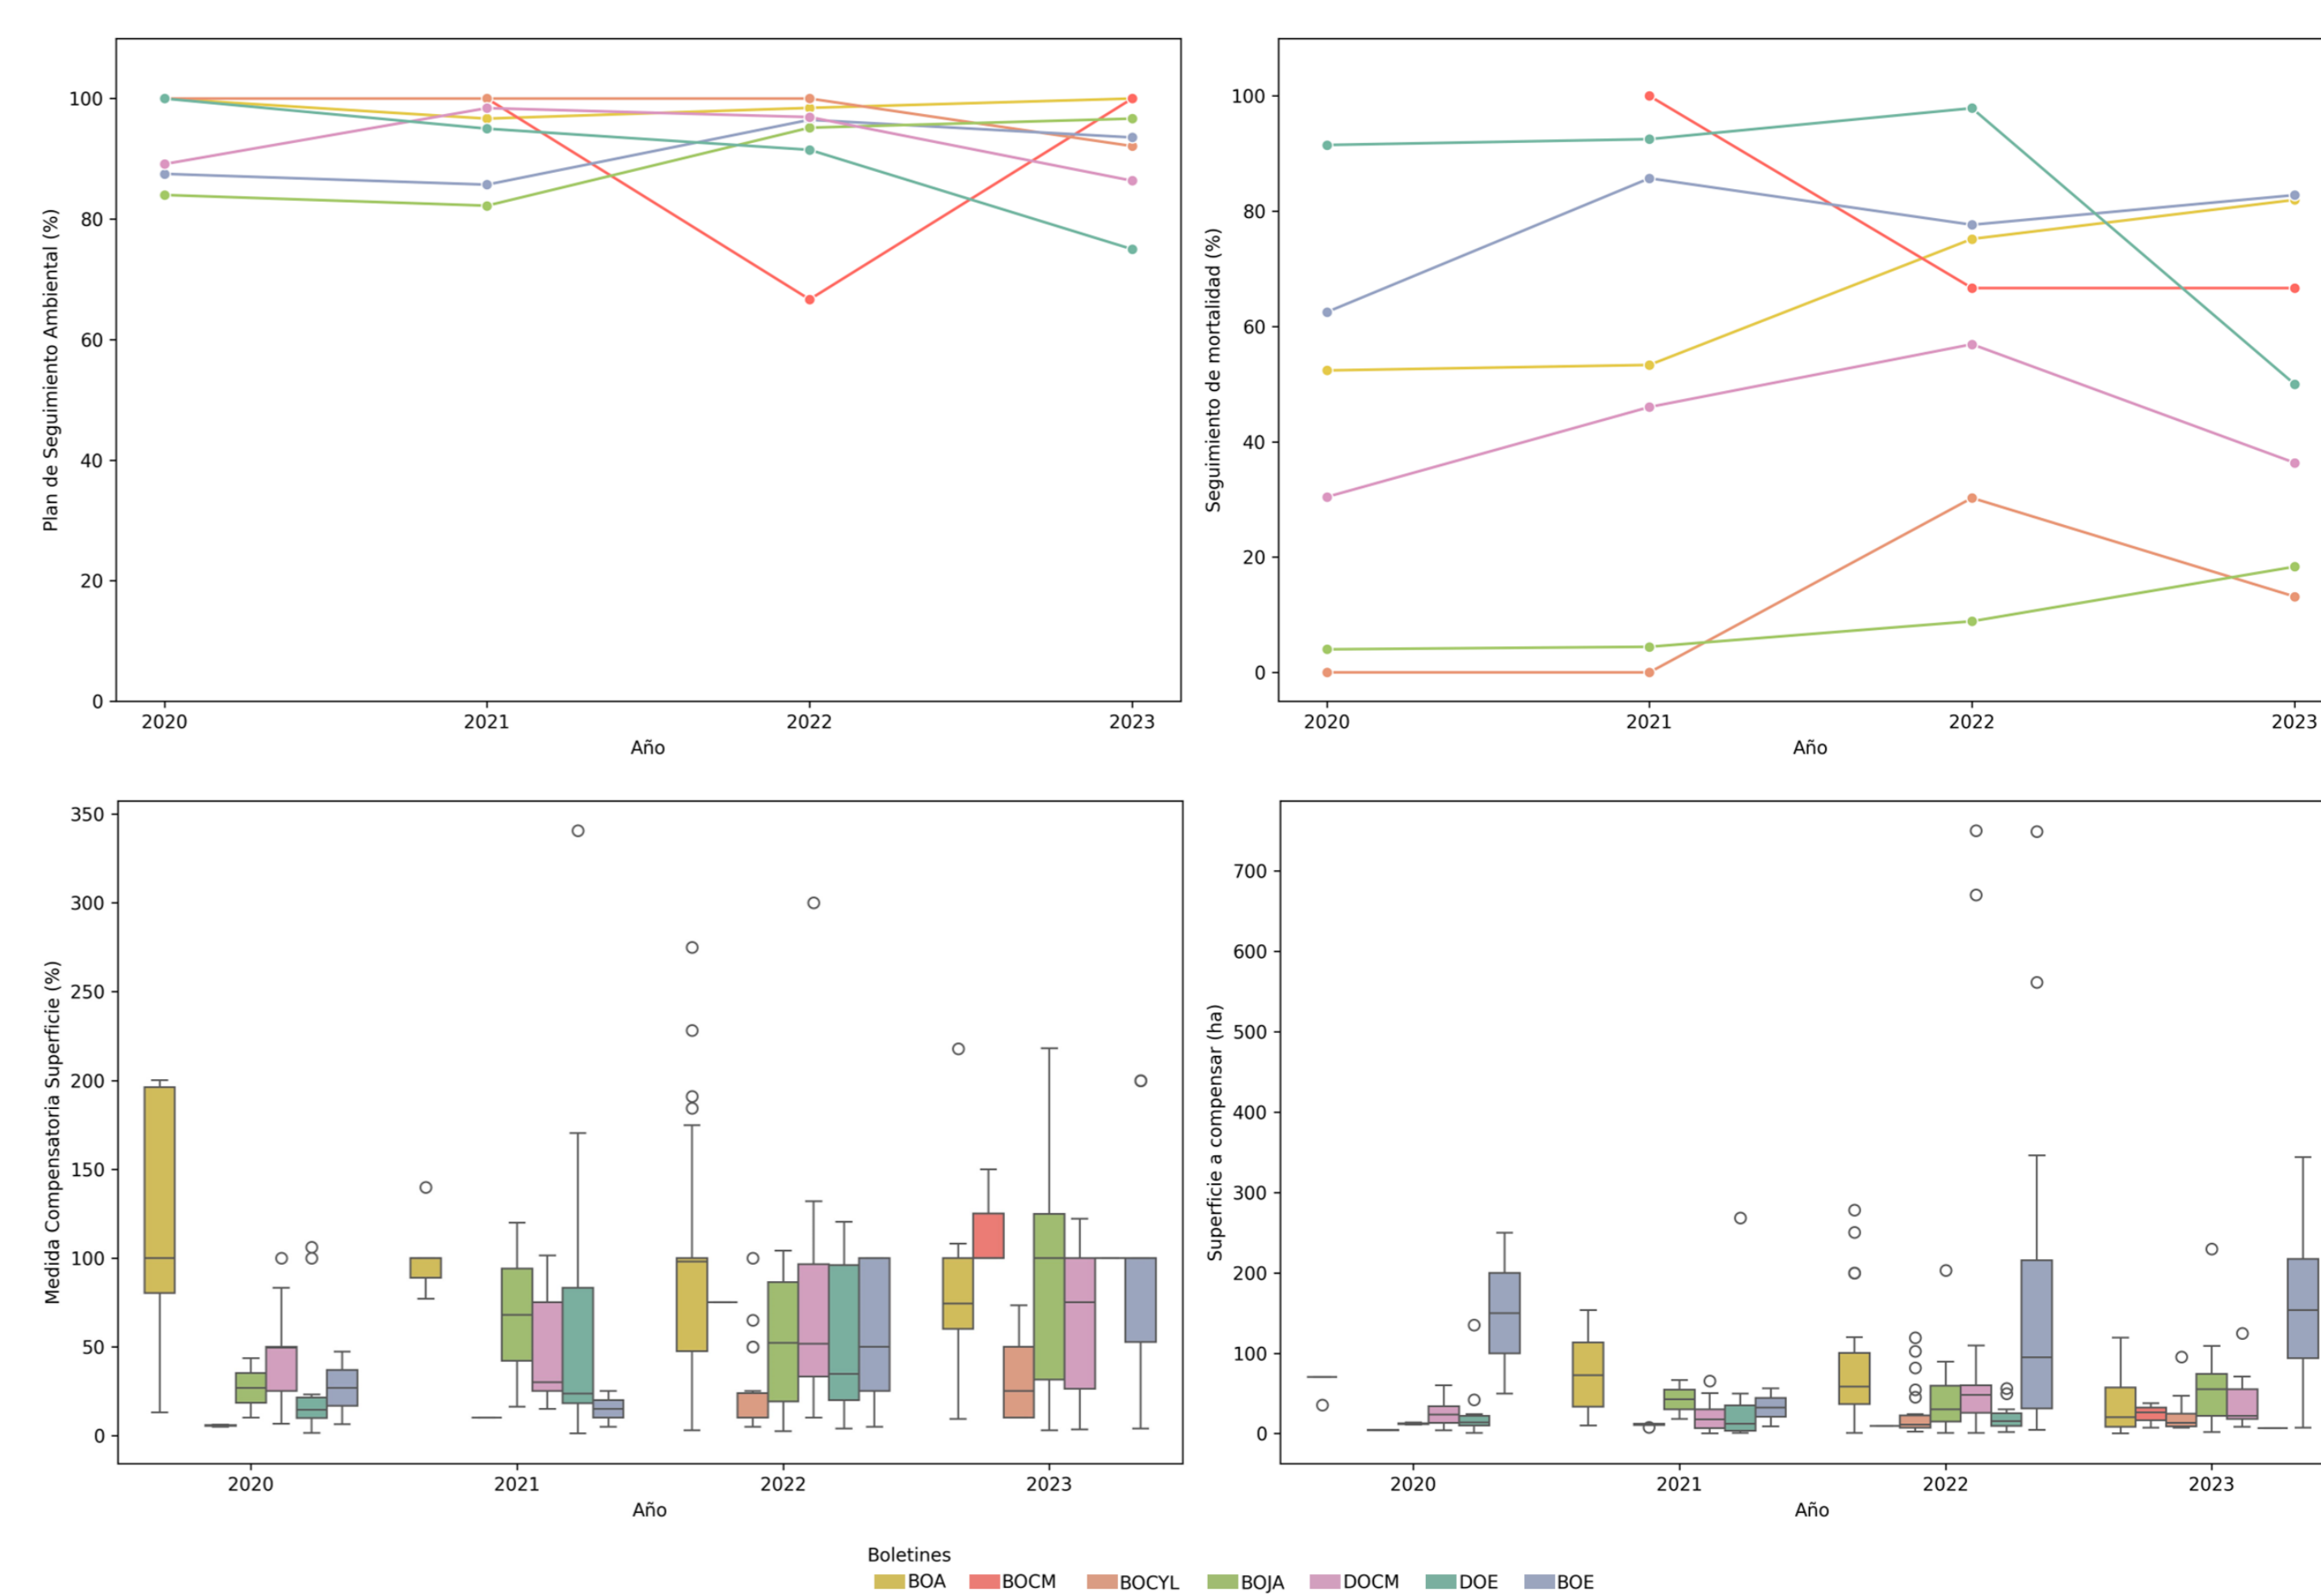 Plan de Seguimiento Ambiental (%)
100
80
60
40
20
0
2020 2021 2022 2023
Año
Seguimiento de mortalidad (%)
100
80
60
40
20
0
2020 2021 2022 2023
Año
Medida Compensatoria Superficie (%)
350
300
250
200
150
100
50
0
2020 2021 2022 2023
Año
Superficie a compensar (ha)
700
600
500
400
300
200
100
0
2020 2021 2022 2023
Año
Boletines
BOA BOCM BOCYL BOJA DOCM DOE BOE